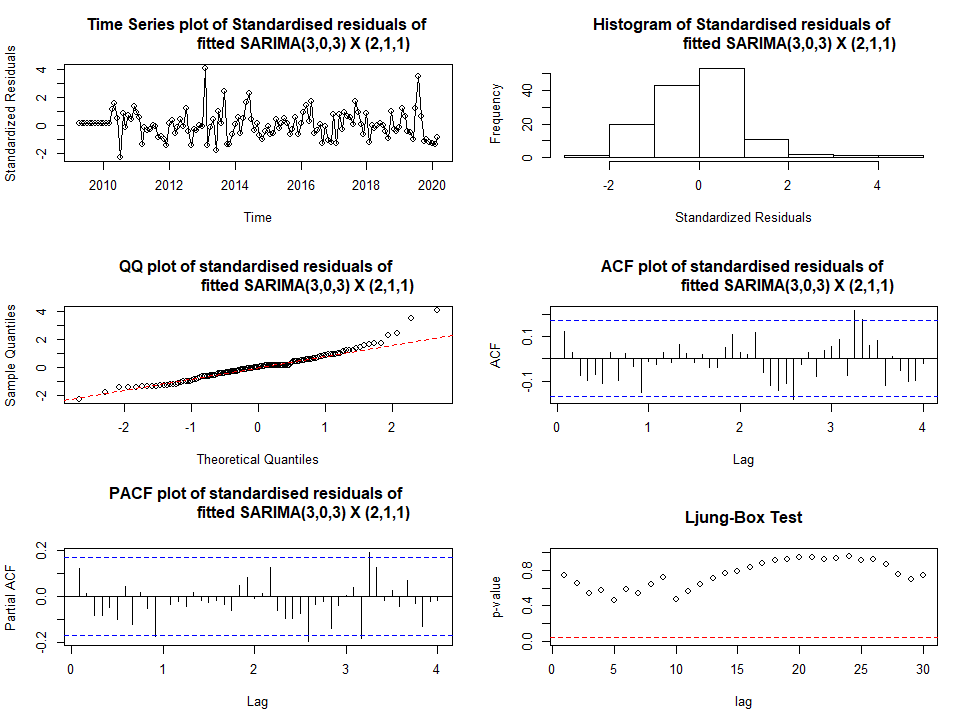 Time Series plot of Standardised residuals of
fitted SARIMA(3,0,3) X (2,1,1)
Standardized Residuals
-2 0 2 4
2010 2012 2014 2016 2018 2020
Time
Histogram of Standardised residuals of
fitted SARIMA(3,0,3) X (2,1,1)
Frequency
0 20 40
-2 0 2 4
Standardized Residuals
QQ plot of standardised residuals of
fitted SARIMA(3,0,3) X (2,1,1)
Sample Quantiles
-2 0 2 4
-2 -1 0 1 2
Theoretical Quantiles
ACF plot of standardised residuals of
fitted SARIMA(3,0,3) X (2,1,1)
ACF
-0.1 0.1
0 1 2 3 4
Lag
PACF plot of standardised residuals of
fitted SARIMA(3,0,3) X (2,1,1)
Partial ACF
-0.2 0.0 0.2
0 1 2 3 4
Lag
Ljung-Box Test
p-value
0.0 0.4 0.8
0 5 10 15 20 25 30
lag